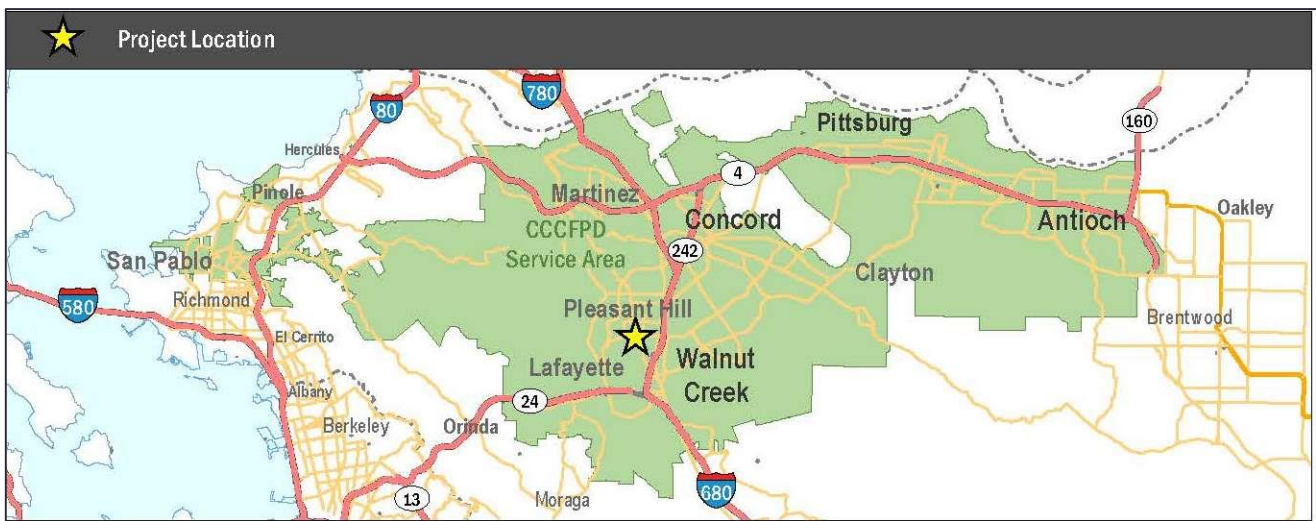 Project Location
80
780
160
Pittsburg
Hercules
4
Martinez
Pinole
Oakley
Concord
Antioch
CCCFPD
Service Area
242
San Pablo
Clayton
Richmond
580
Pleasant Hill
Brentwood
El Cerrito
Lafayette
Walnut
Creek
Albany
24
Berkeley
Orinda
680
Moraga
13